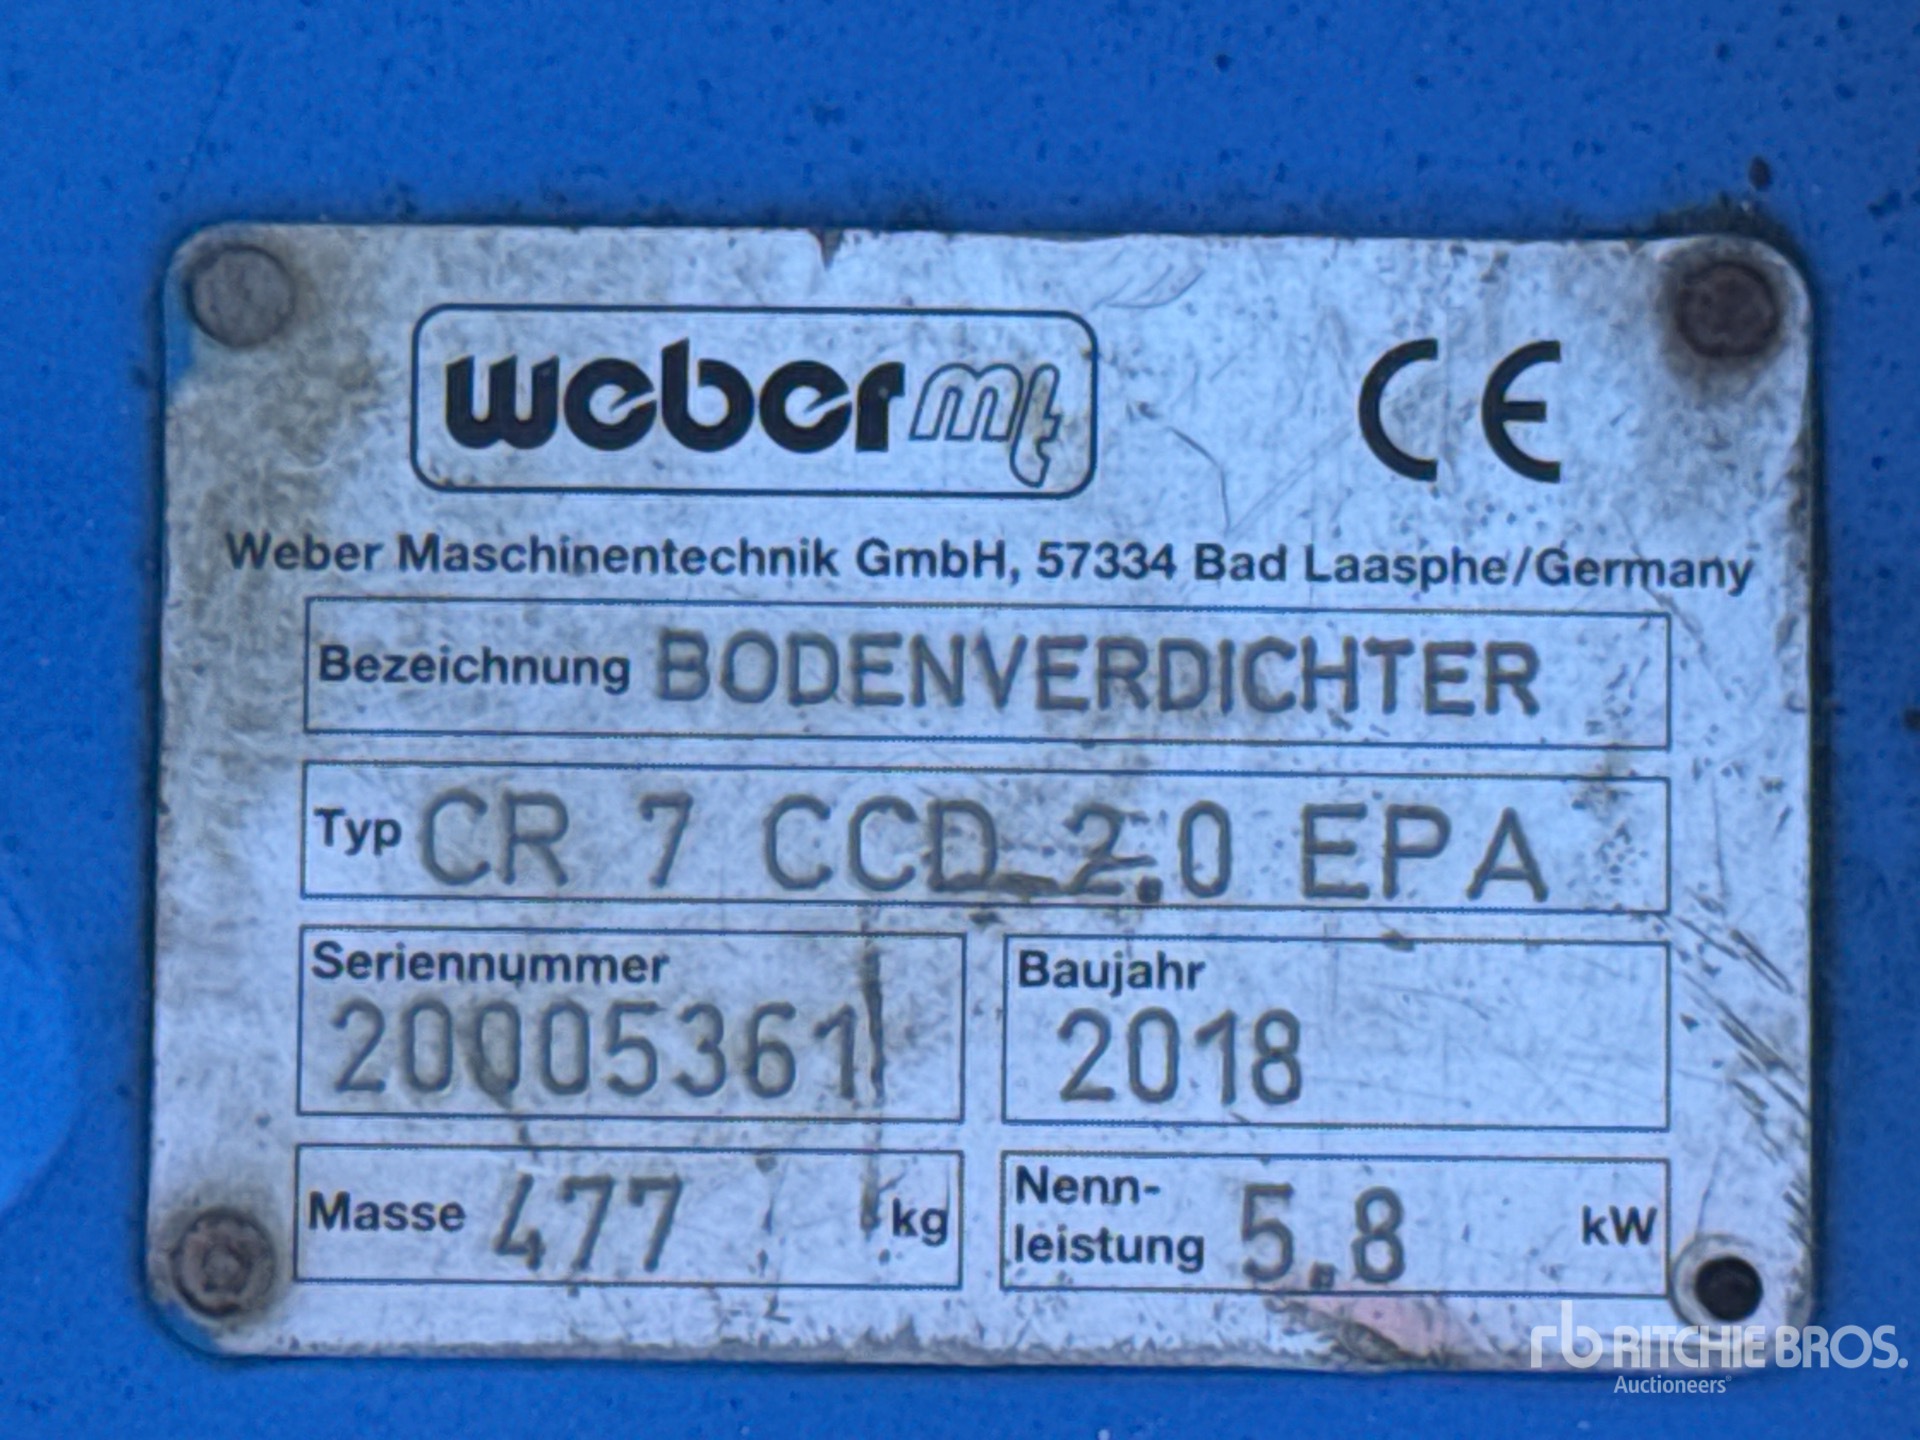 weber mt
CE
Weber Maschinentechnik GmbH, 57334 Bad Laasphe/Germany
Bezeichnung BODENVERDICHTER
Typ CR 7 CCD 2.0 EPA
Seriennummer
20005361
Baujahr
2018
Masse 477 kg
Nenn-
leistung 5.8 kW
rb RITCHIE BROS.
Auctioneers